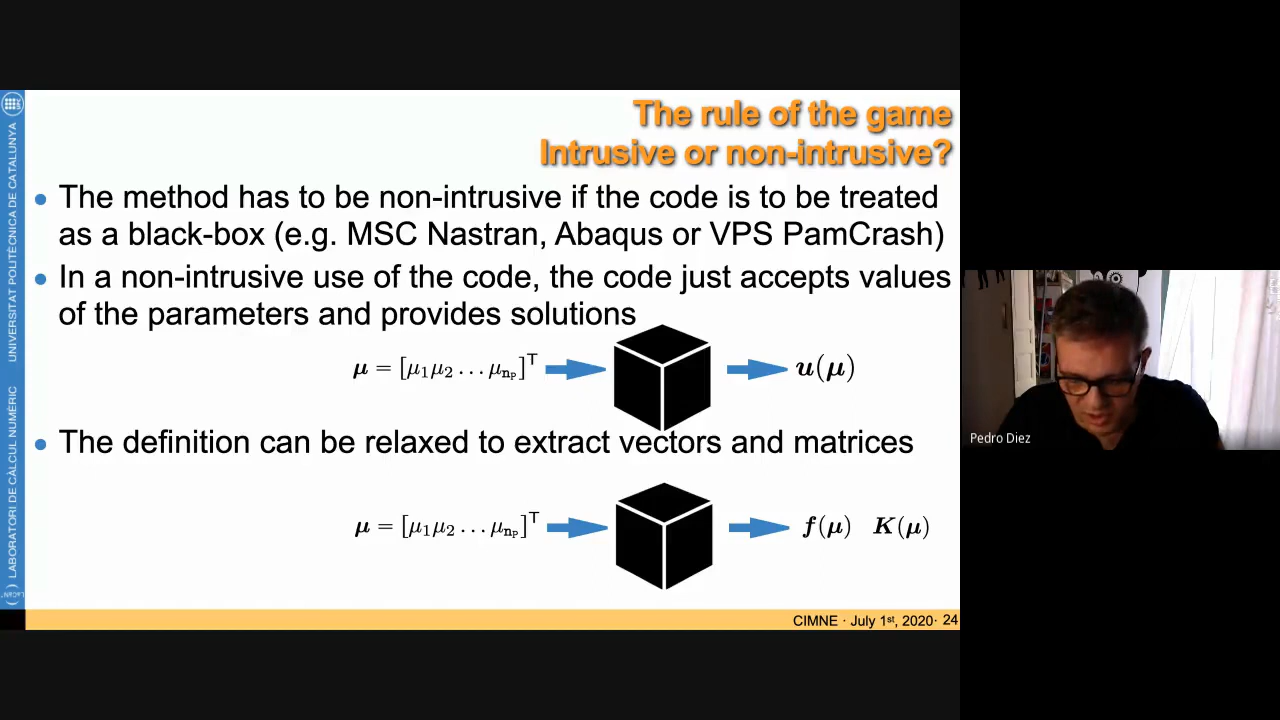 The rule of the game
Intrusive or non-intrusive?
• The method has to be non-intrusive if the code is to be treated
as a black-box (e.g. MSC Nastran, Abaqus or VPS PamCrash)
• In a non-intrusive use of the code, the code just accepts values
of the parameters and provides solutions
μ = [μ₁μ₂ … μ_{n_P}]^T
u(μ)
• The definition can be relaxed to extract vectors and matrices
μ = [μ₁μ₂ … μ_{n_P}]^T
f(μ) K(μ)
CIMNE · July 1st, 2020· 24
LABORATORI DE CÀLCUL NUMÈRIC UNIVERSITAT POLITÈCNICA DE CATALUNYA
Pedro Diez